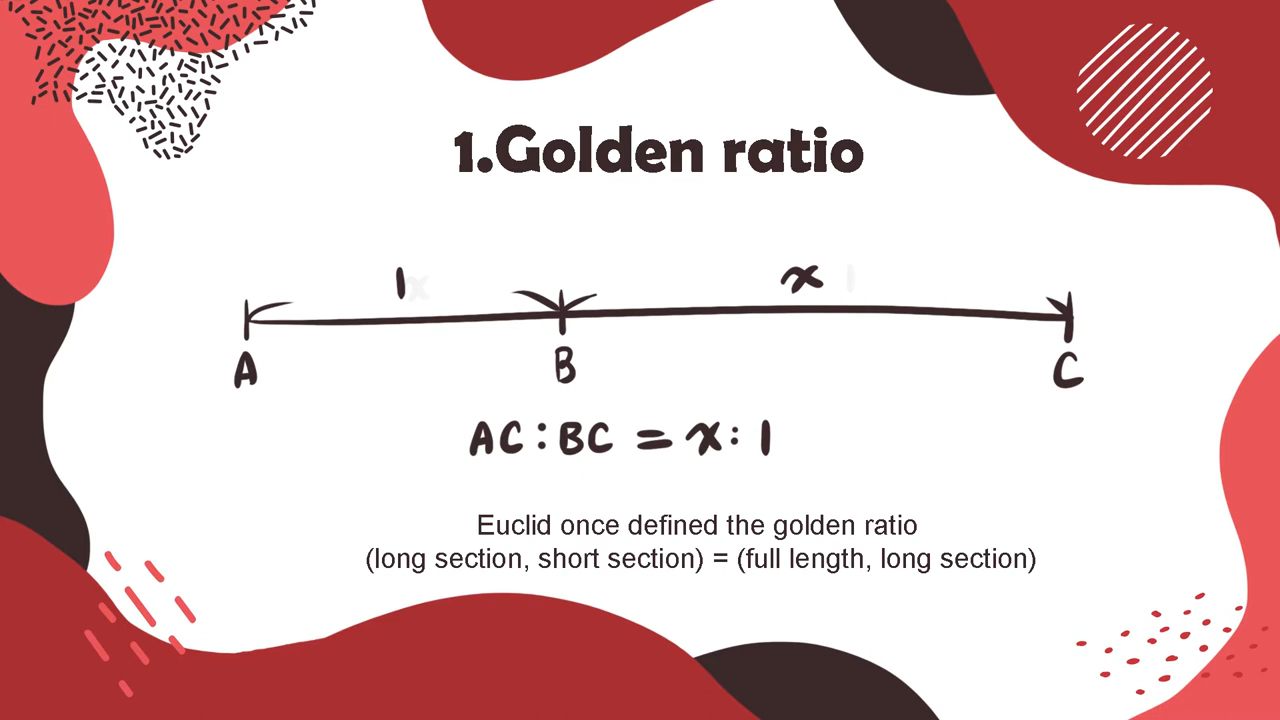 1.Golden ratio
1 x
A B C
AC:BC = x:1
Euclid once defined the golden ratio
(long section, short section) = (full length, long section)